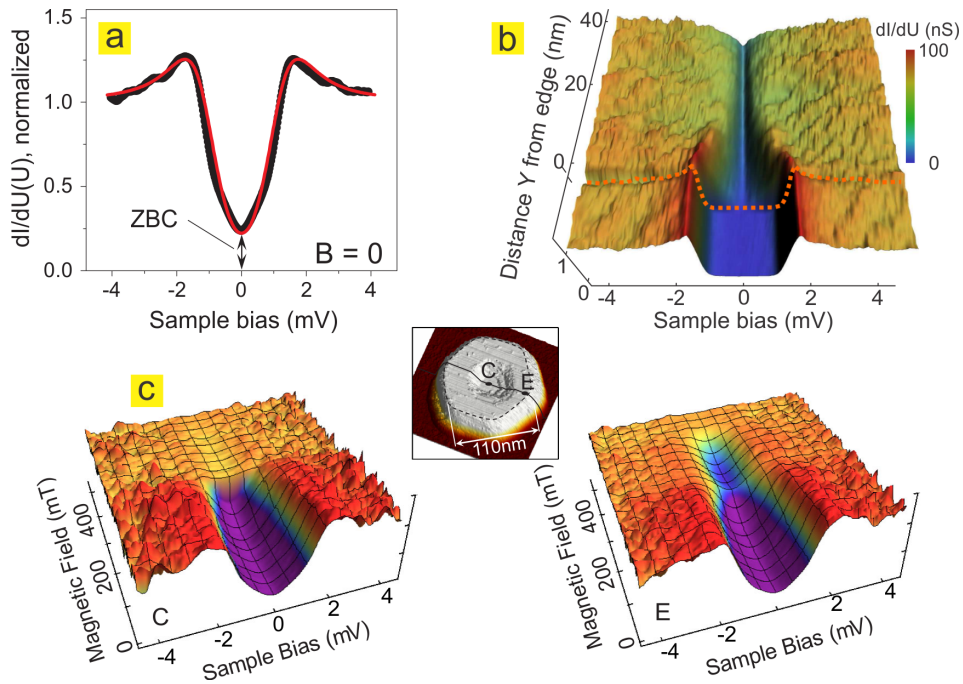 a
1.5
1.0
0.5
0.0
dI/dU(U), normalized
ZBC
B = 0
-4
-2
0
2
4
Sample bias (mV)
b
dI/dU (nS)
100
0
40
20
0
1
0
Distance Y from edge (nm)
-4
-2
0
2
4
Sample bias (mV)
C
E
110nm
c
400
200
0
Magnetic Field (mT)
C
-4
-2
0
2
4
Sample Bias (mV)
400
200
0
Magnetic Field (mT)
E
-4
-2
0
2
4
Sample Bias (mV)